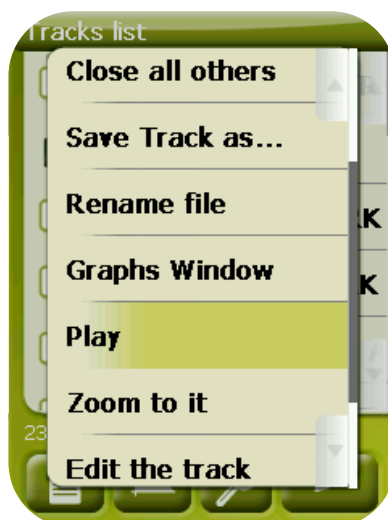 Tracks list
Close all others
Save Track as...
Rename file
K
Graphs Window
K
Play
Zoom to it
23
Edit the track